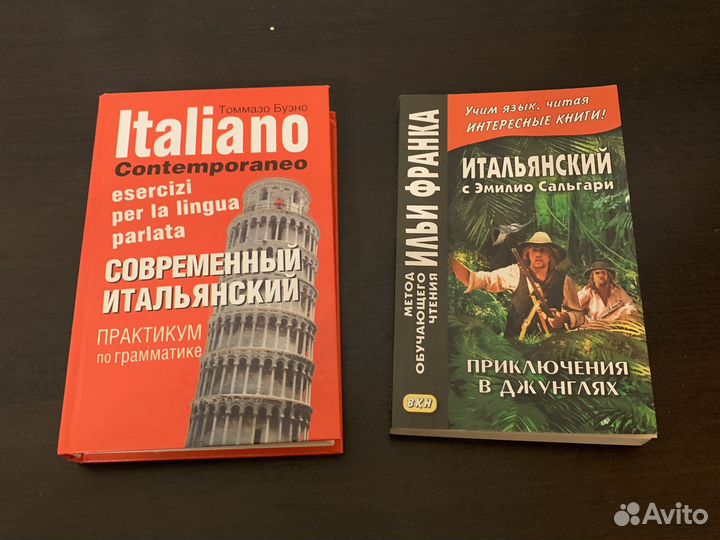 Томмазо Буэно
Italiano
Contemporaneo
esercizi
per la lingua
parlata
СОВРЕМЕННЫЙ
ИТАЛЬЯНСКИЙ
ПРАКТИКУМ
по грамматике
МЕТОД
ОБУЧАЮЩЕГО
ЧТЕНИЯ
ИЛЬИ ФРАНКА
Учим язык, читая
ИНТЕРЕСНЫЕ КНИГИ!
ИТАЛЬЯНСКИЙ
с Эмилио Сальгари
ПРИКЛЮЧЕНИЯ
В ДЖУНГЛЯХ
ВКН
Avito